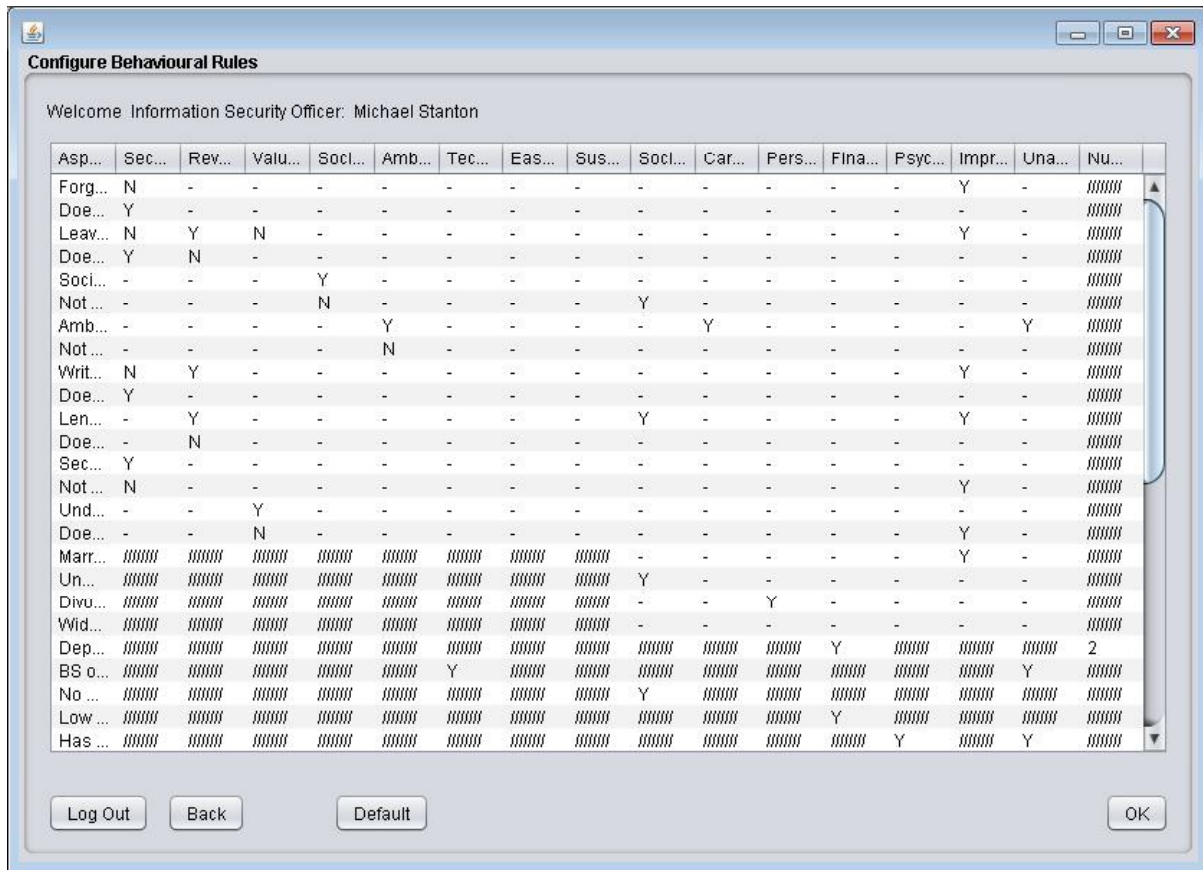 Configure Behavioural Rules
Welcome Information Security Officer: Michael Stanton
Asp... Sec... Rev... Valu... Soci... Amb... Tec... Eas... Sus... Soci... Car... Pers... Fina... Psyc... Impr... Una... Nu...
Forg... N - - - - - - - - - - - - Y - ////////
Doe... Y - - - - - - - - - - - - - - ////////
Leav... N Y N - - - - - - - - - - Y - ////////
Doe... Y N - - - - - - - - - - - - - ////////
Soci... - - - Y - - - - - - - - - - - ////////
Not ... - - - N - - - - Y - - - - - - ////////
Amb... - - - - Y - - - - Y - - - - Y ////////
Not ... - - - - N - - - - - - - - - - ////////
Writ... N Y - - - - - - - - - - - Y - ////////
Doe... Y - - - - - - - - - - - - - - ////////
Len... - Y - - - - - - Y - - - - Y - ////////
Doe... - N - - - - - - - - - - - - - ////////
Sec... Y - - - - - - - - - - - - - - ////////
Not ... N - - - - - - - - - - - - Y - ////////
Und... - - Y - - - - - - - - - - - - ////////
Doe... - - N - - - - - - - - - - Y - ////////
Marr... //////// //////// //////// //////// //////// //////// //////// //////// - - - - - Y - ////////
Un... //////// //////// //////// //////// //////// //////// //////// //////// Y - - - - - - ////////
Divu... //////// //////// //////// //////// //////// //////// //////// //////// - - Y - - - - ////////
Wid... //////// //////// //////// //////// //////// //////// //////// //////// - - - - - - - ////////
Dep... //////// //////// //////// //////// //////// //////// //////// //////// //////// //////// //////// Y //////// //////// //////// 2
BS o... //////// //////// //////// //////// //////// Y //////// //////// //////// //////// //////// //////// //////// //////// Y ////////
No ... //////// //////// //////// //////// //////// //////// //////// //////// Y //////// //////// //////// //////// //////// //////// ////////
Low ... //////// //////// //////// //////// //////// //////// //////// //////// //////// //////// //////// Y //////// //////// //////// ////////
Has ... //////// //////// //////// //////// //////// //////// //////// //////// //////// //////// //////// //////// Y //////// Y ////////
Log Out Back Default OK